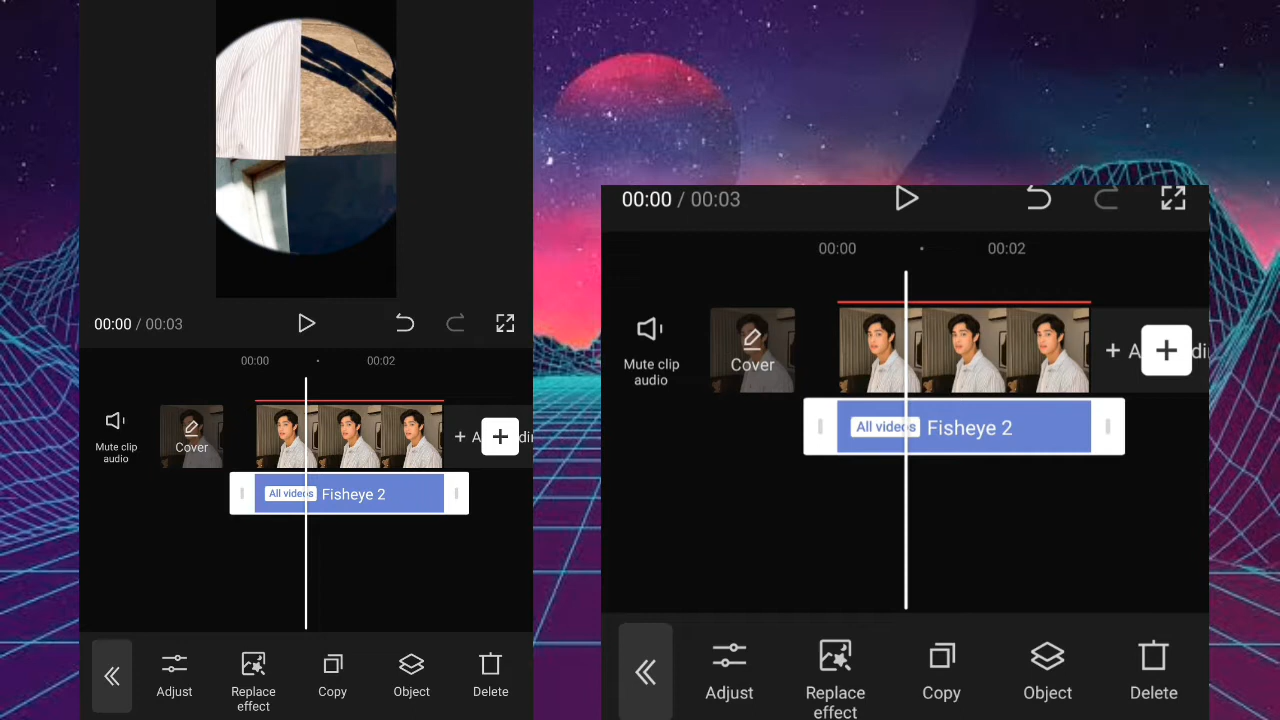 00:00 / 00:03
00:00
02:00
Mute clip
audio
Cover
+ A
All videos
Fisheye 2
Adjust
Replace
effect
Copy
Object
Delete
00:00 / 00:03
00:00
00:02
Mute clip
audio
Cover
+ A
All videos
Fisheye 2
Adjust
Replace
effect
Copy
Object
Delete